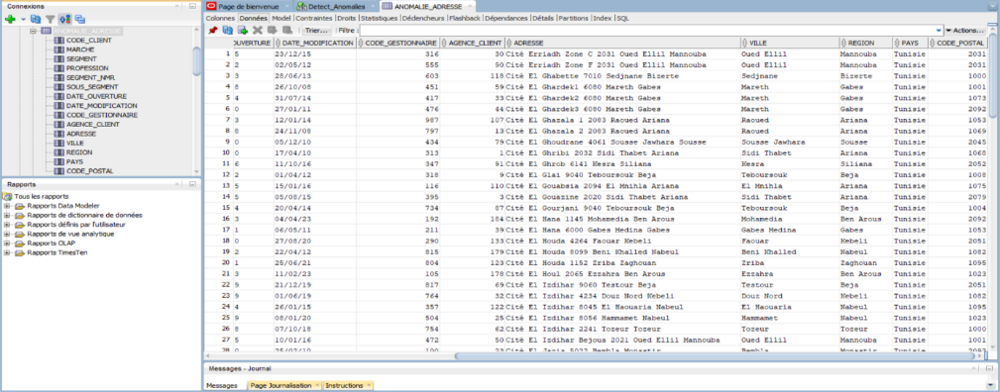 Connexions
ANOMALIE_ADRESSE
CODE_CLIENT
MARCHE
SEGMENT
PROFESSION
SEGMENT_NMR.
SOUS_SEGMENT
DATE_OUVERTURE
DATE_MODIFICATION
CODE_GESTIONNAIRE
AGENCE_CLIENT
ADRESSE
VILLE
REGION
PAYS
CODE_POSTAL
Rapports
Tous les rapports
Rapports Data Modeler
Rapports de dictionnaire de données
Rapports définis par l'utilisateur
Rapports de vue analytique
Rapports OLAP
Rapports TimesTen
Page de bienvenue Detect_Anomalies ANOMALIE_ADRESSE
Colonnes Données Model Contraintes Droits Statistiques Déclencheurs Flashback Dépendances Détails Partitions Index SQL
Trier... Filtre : Actions...
OUVERTURE DATE_MODIFICATION CODE_GESTIONNAIRE AGENCE_CLIENT ADRESSE VILLE REGION PAYS CODE_POSTAL
1 5 23/12/15 316 30 Cité Erriadh Zone C 2031 Oued Ellil Mannouba Oued Ellil Mannouba Tunisie 2031
2 2 02/05/12 555 90 Cité Erriadh Zone F 2031 Oued Ellil Mannouba Oued Ellil Mannouba Tunisie 2031
3 3 28/06/13 603 118 Cité El Ghabette 7010 Sedjnane Bizerte Sedjnane Bizerte Tunisie 1000
4 8 26/10/08 451 59 Cité El Ghardek1 6080 Mareth Gabes Mareth Gabes Tunisie 1001
5 4 31/07/14 417 33 Cité El Ghardek2 6080 Mareth Gabes Mareth Gabes Tunisie 1073
6 0 27/01/11 476 44 Cité El Ghardek3 6080 Mareth Gabes Mareth Gabes Tunisie 2092
7 3 12/01/14 987 107 Cité El Ghazala 1 2083 Raoued Ariana Raoued Ariana Tunisie 1053
8 8 24/11/08 797 13 Cité El Ghazala 2 2083 Raoued Ariana Raoued Ariana Tunisie 1069
9 0 05/12/10 434 79 Cité El Ghoudrane 4061 Sousse Jawhara Sousse Sousse Jawhara Sousse Tunisie 2045
10 0 17/04/10 313 1 Cité El Ghribi 2032 Sidi Thabet Ariana Sidi Thabet Ariana Tunisie 1068
11 6 11/10/16 347 91 Cité El Ghrob 6141 Kesra Siliana Kesra Siliana Tunisie 2052
12 2 01/04/12 318 9 Cité El Glaì 9040 Teboursouk Beja Teboursouk Beja Tunisie 1008
13 5 15/01/16 116 110 Cité El Gouabsia 2094 El Mnihla Ariana El Mnihla Ariana Tunisie 1075
14 5 05/08/15 395 3 Cité El Gouazine 2020 Sidi Thabet Ariana Sidi Thabet Ariana Tunisie 2051
15 4 20/04/14 734 87 Cité El Gourjani 9040 Teboursouk Beja Teboursouk Beja Tunisie 1004
16 3 04/04/23 192 184 Cité El Hana 1145 Mohamedia Ben Arous Mohamedia Ben Arous Tunisie 2092
17 1 06/05/11 211 39 Cité El Hana 6000 Gabes Medina Gabes Gabes Medina Gabes Tunisie 1053
18 0 27/08/20 290 133 Cité El Houda 4264 Faouar Kebeli Faouar Kebeli Tunisie 2051
19 2 22/04/12 815 179 Cité El Houda 8099 Beni Khalled Nabeul Beni Khalled Nabeul Tunisie 1082
20 1 25/06/21 804 123 Cité El Houda 1152 Zriba Zaghouan Zriba Zaghouan Tunisie 1095
21 3 11/02/23 105 178 Cité El Houl 2065 Ezzahra Ben Arous Ezzahra Ben Arous Tunisie 1023
22 9 21/12/19 817 69 Cité El Izdihar 9060 Testour Beja Testour Beja Tunisie 2051
23 9 01/06/19 764 32 Cité El Izdihar 4234 Douz Nord Kebeli Douz Nord Kebeli Tunisie 1082
24 4 26/01/15 357 122 Cité El Izdihar 8045 El Haouaria Nabeul El Haouaria Nabeul Tunisie 1095
25 9 08/01/20 504 25 Cité El Izdihar 8056 Hammamet Nabeul Hammamet Nabeul Tunisie 1023
26 8 07/10/18 754 62 Cité El Izdihar 2241 Tozeur Tozeur Tozeur Tozeur Tunisie 1000
27 5 10/01/16 472 50 Cité El Izdihar Bejoua 2021 Oued Ellil Mannouba Oued Ellil Mannouba Tunisie 1001
28 0 25/02/10 100 23 Cité El Jazia 5022 Bembla Monastir Bembla Monastir Tunisie 2092
Messages - Journal
Messages Page Journalisation Instructions